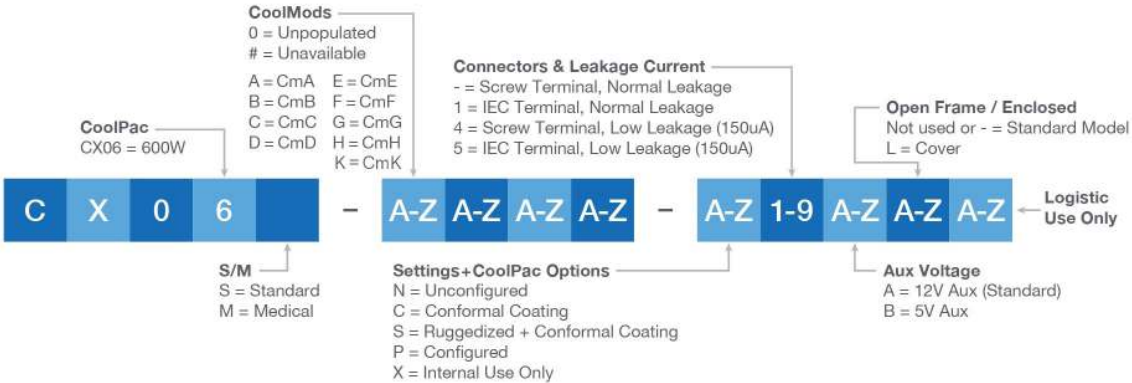 CoolMods
0 = Unpopulated
# = Unavailable
A = CmA E = CmE
B = CmB F = CmF
C = CmC G = CmG
D = CmD H = CmH
K = CmK
Connectors & Leakage Current
- = Screw Terminal, Normal Leakage
1 = IEC Terminal, Normal Leakage
4 = Screw Terminal, Low Leakage (150uA)
5 = IEC Terminal, Low Leakage (150uA)
Open Frame / Enclosed
Not used or - = Standard Model
L = Cover
CoolPac
CX06 = 600W
C X 0 6 - A-Z A-Z A-Z A-Z - A-Z 1-9 A-Z A-Z A-Z
Logistic
Use Only
S/M
S = Standard
M = Medical
Settings+CoolPac Options
N = Unconfigured
C = Conformal Coating
S = Ruggedized + Conformal Coating
P = Configured
X = Internal Use Only
Aux Voltage
A = 12V Aux (Standard)
B = 5V Aux